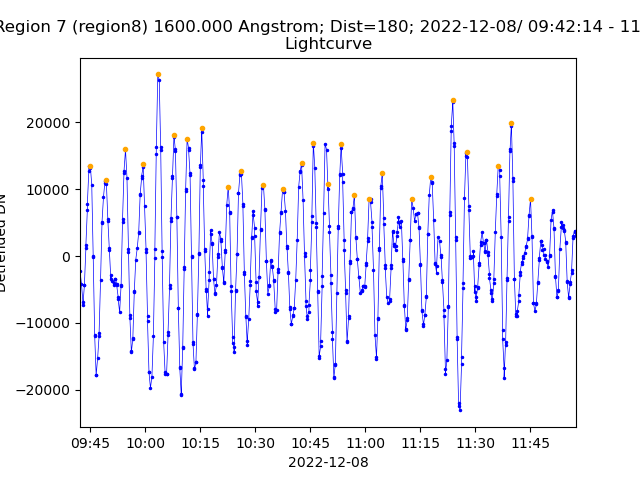 Region 7 (region8) 1600.000 Angstrom; Dist=180; 2022-12-08/ 09:42:14 - 11
Lightcurve
Detrended DN
20000
10000
0
−10000
−20000
09:45 10:00 10:15 10:30 10:45 11:00 11:15 11:30 11:45
2022-12-08